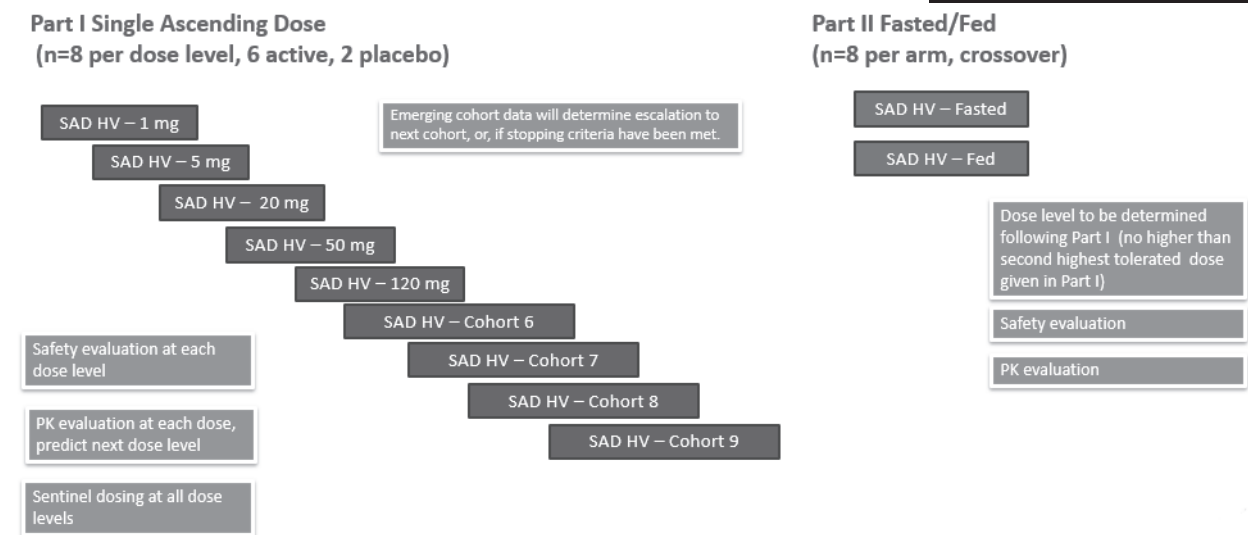 Part I Single Ascending Dose
(n=8 per dose level, 6 active, 2 placebo)
SAD HV – 1 mg
SAD HV – 5 mg
SAD HV – 20 mg
SAD HV – 50 mg
SAD HV – 120 mg
SAD HV – Cohort 6
SAD HV – Cohort 7
SAD HV – Cohort 8
SAD HV – Cohort 9
Emerging cohort data will determine escalation to
next cohort, or, if stopping criteria have been met.
Safety evaluation at each
dose level
PK evaluation at each dose,
predict next dose level
Sentinel dosing at all dose
levels
Part II Fasted/Fed
(n=8 per arm, crossover)
SAD HV – Fasted
SAD HV – Fed
Dose level to be determined
following Part I (no higher than
second highest tolerated dose
given in Part I)
Safety evaluation
PK evaluation